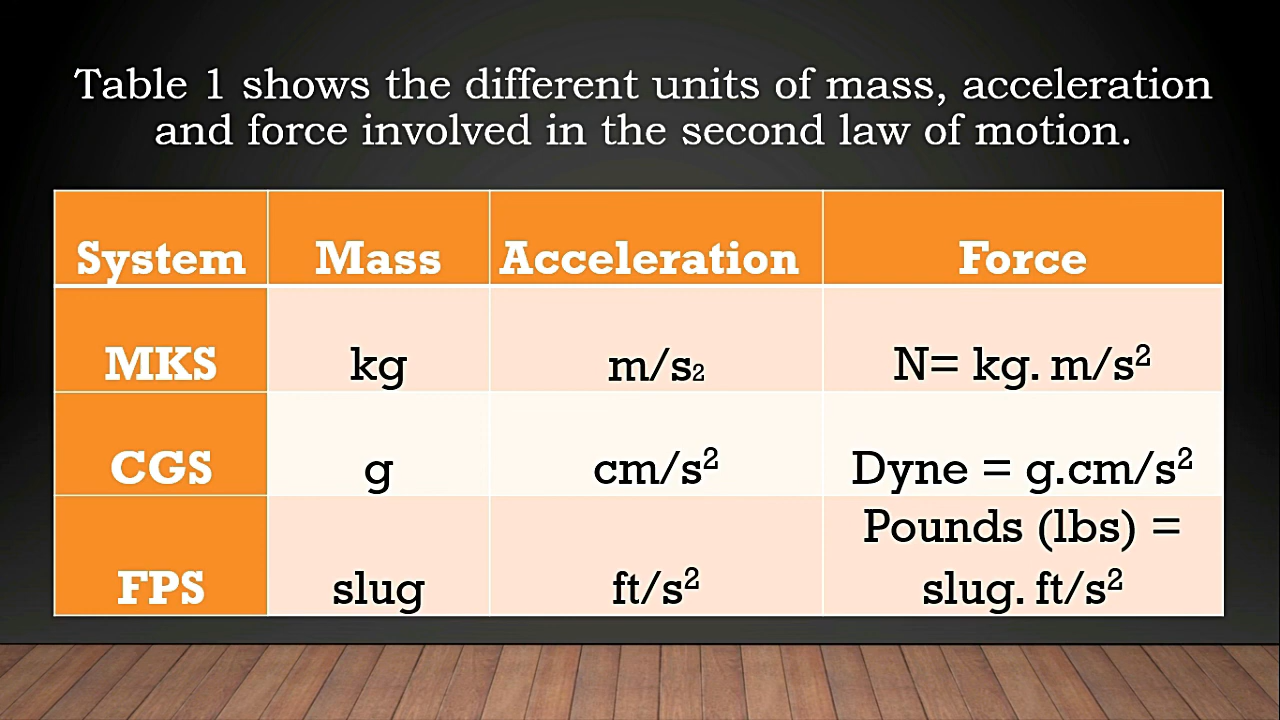 Table 1 shows the different units of mass, acceleration
and force involved in the second law of motion.
System Mass Acceleration Force
MKS kg m/s₂ N= kg. m/s²
CGS g cm/s² Dyne = g.cm/s²
Pounds (lbs) =
FPS slug ft/s² slug. ft/s²